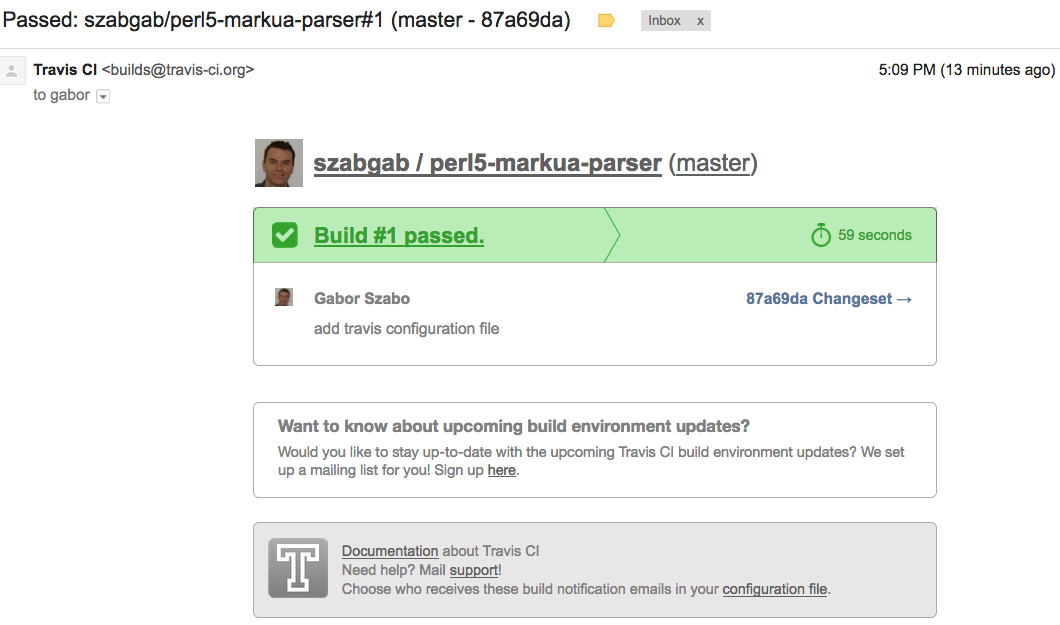 Passed: szabgab/perl5-markua-parser#1 (master - 87a69da) Inbox x
Travis CI <builds@travis-ci.org> 5:09 PM (13 minutes ago)
to gabor
szabgab / perl5-markua-parser (master)
Build #1 passed. 59 seconds
Gabor Szabo 87a69da Changeset →
add travis configuration file
Want to know about upcoming build environment updates?
Would you like to stay up-to-date with the upcoming Travis CI build environment updates? We set
up a mailing list for you! Sign up here.
T
Documentation about Travis CI
Need help? Mail support!
Choose who receives these build notification emails in your configuration file.